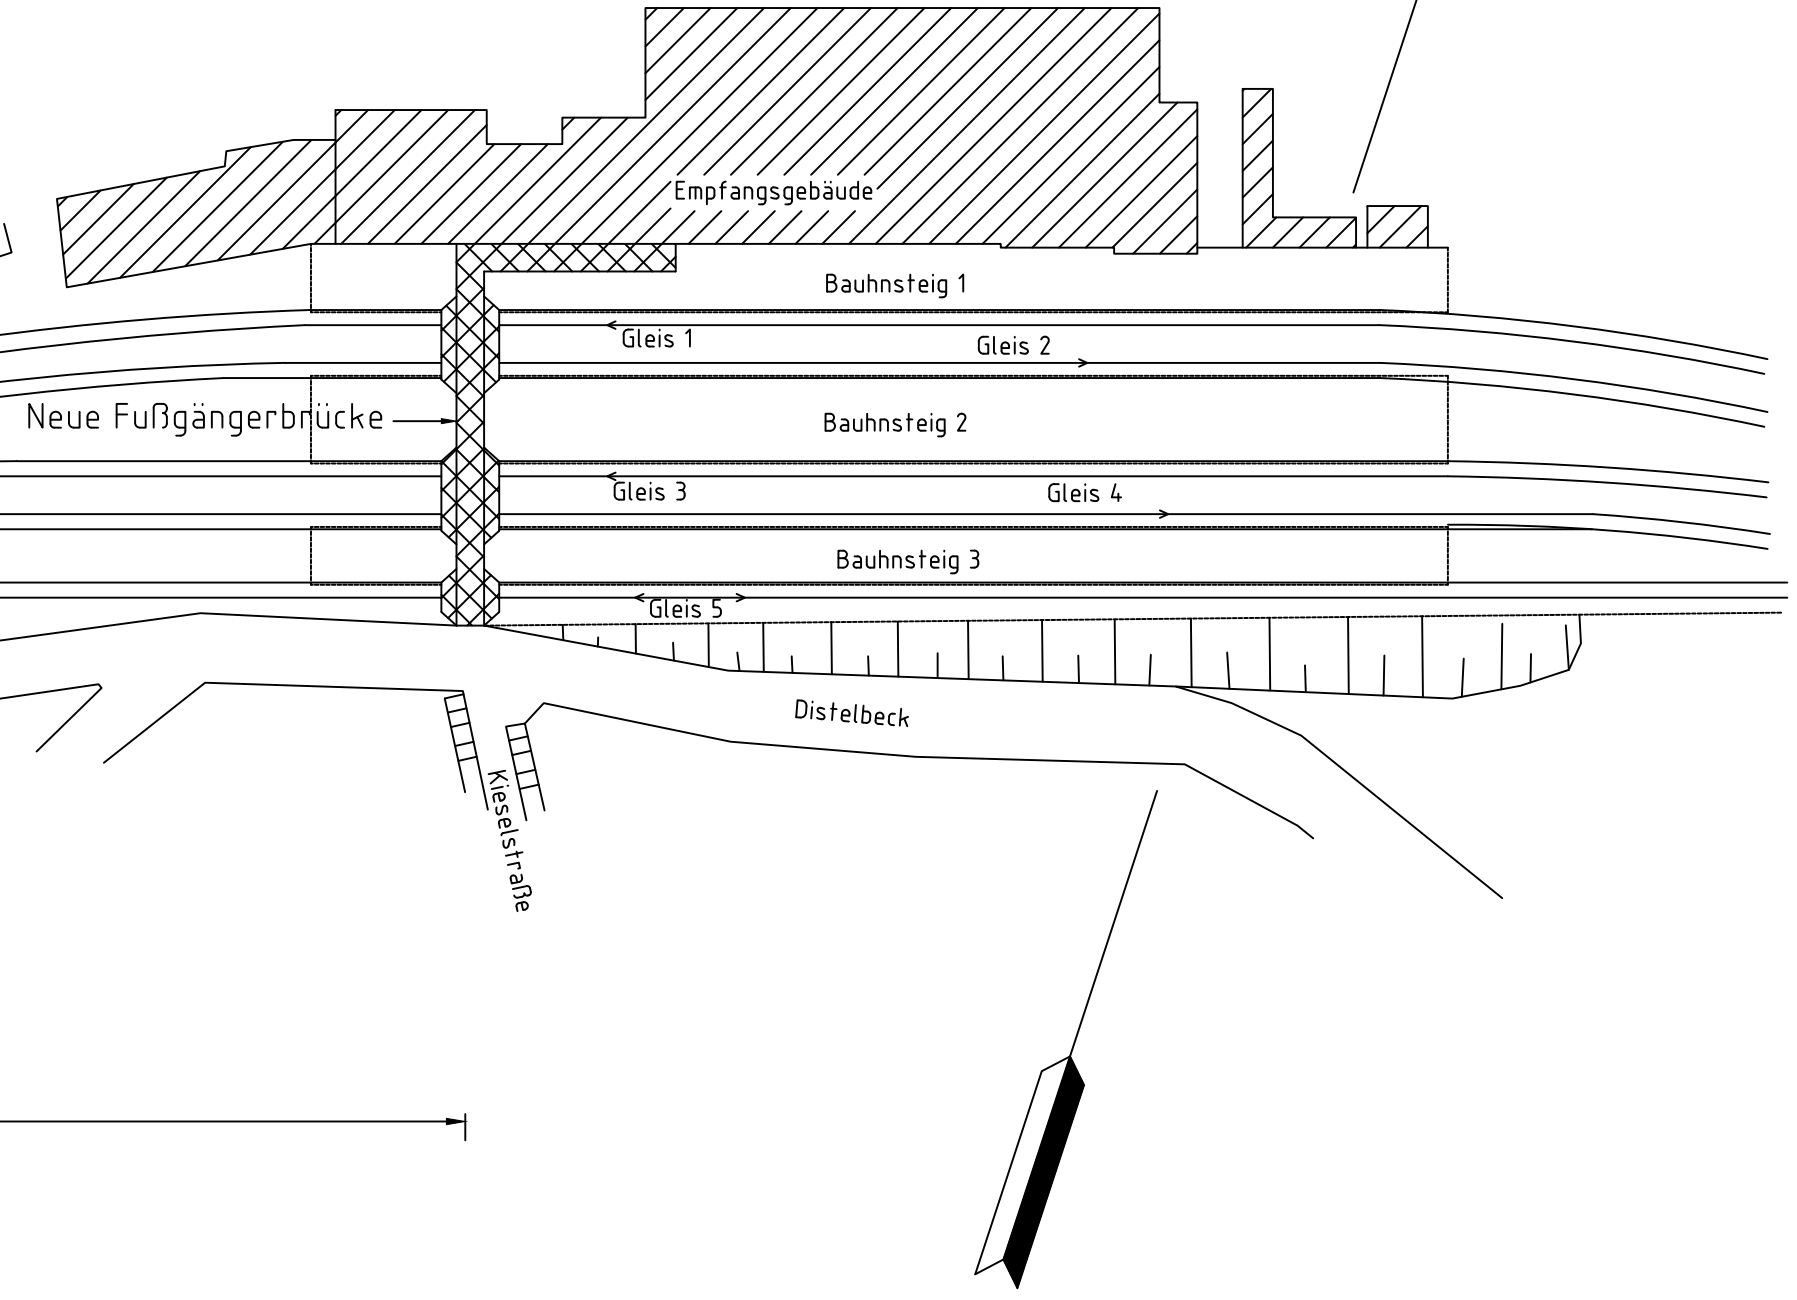 Empfangsgebäude
Bauhnsteig 1
Gleis 1
Gleis 2
Neue Fußgängerbrücke
Bauhnsteig 2
Gleis 3
Gleis 4
Bauhnsteig 3
Gleis 5
Distelbeck
Kieselstraße